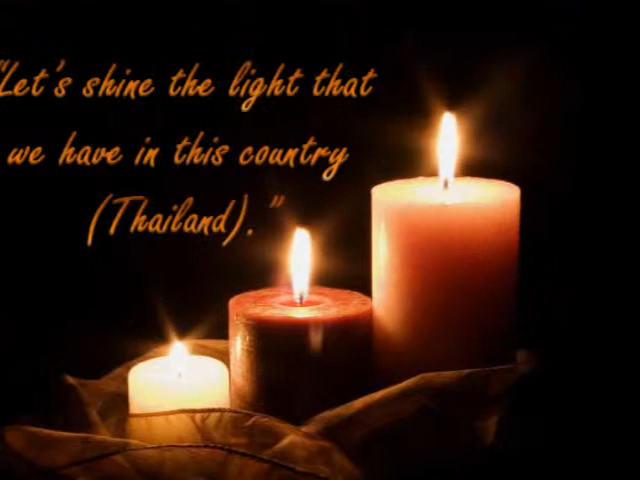 "Let's shine the light that
we have in this country
(Thailand)."